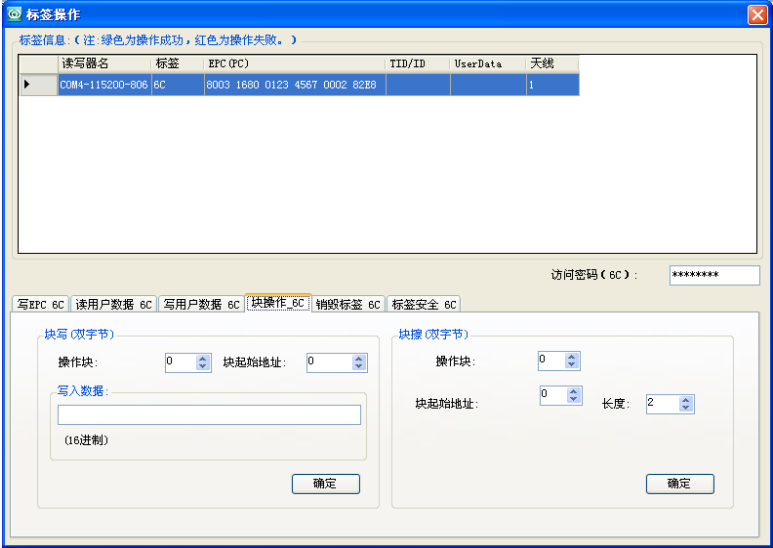 标签操作
标签信息:(注:绿色为操作成功，红色为操作失败。)
读写器名 标签 EPC(PC) TID/ID UserData 天线
COM4-115200-806 6C 8003 1680 0123 4567 0002 82E8 1
访问密码(6C): ********
写EPC 6C 读用户数据 6C 写用户数据 6C 块操作_6C 销毁标签 6C 标签安全 6C
块写(双字节) 块擦(双字节)
操作块: 0 块起始地址: 0 操作块: 0
写入数据:
块起始地址: 0 长度: 2
(16进制)
确定 确定